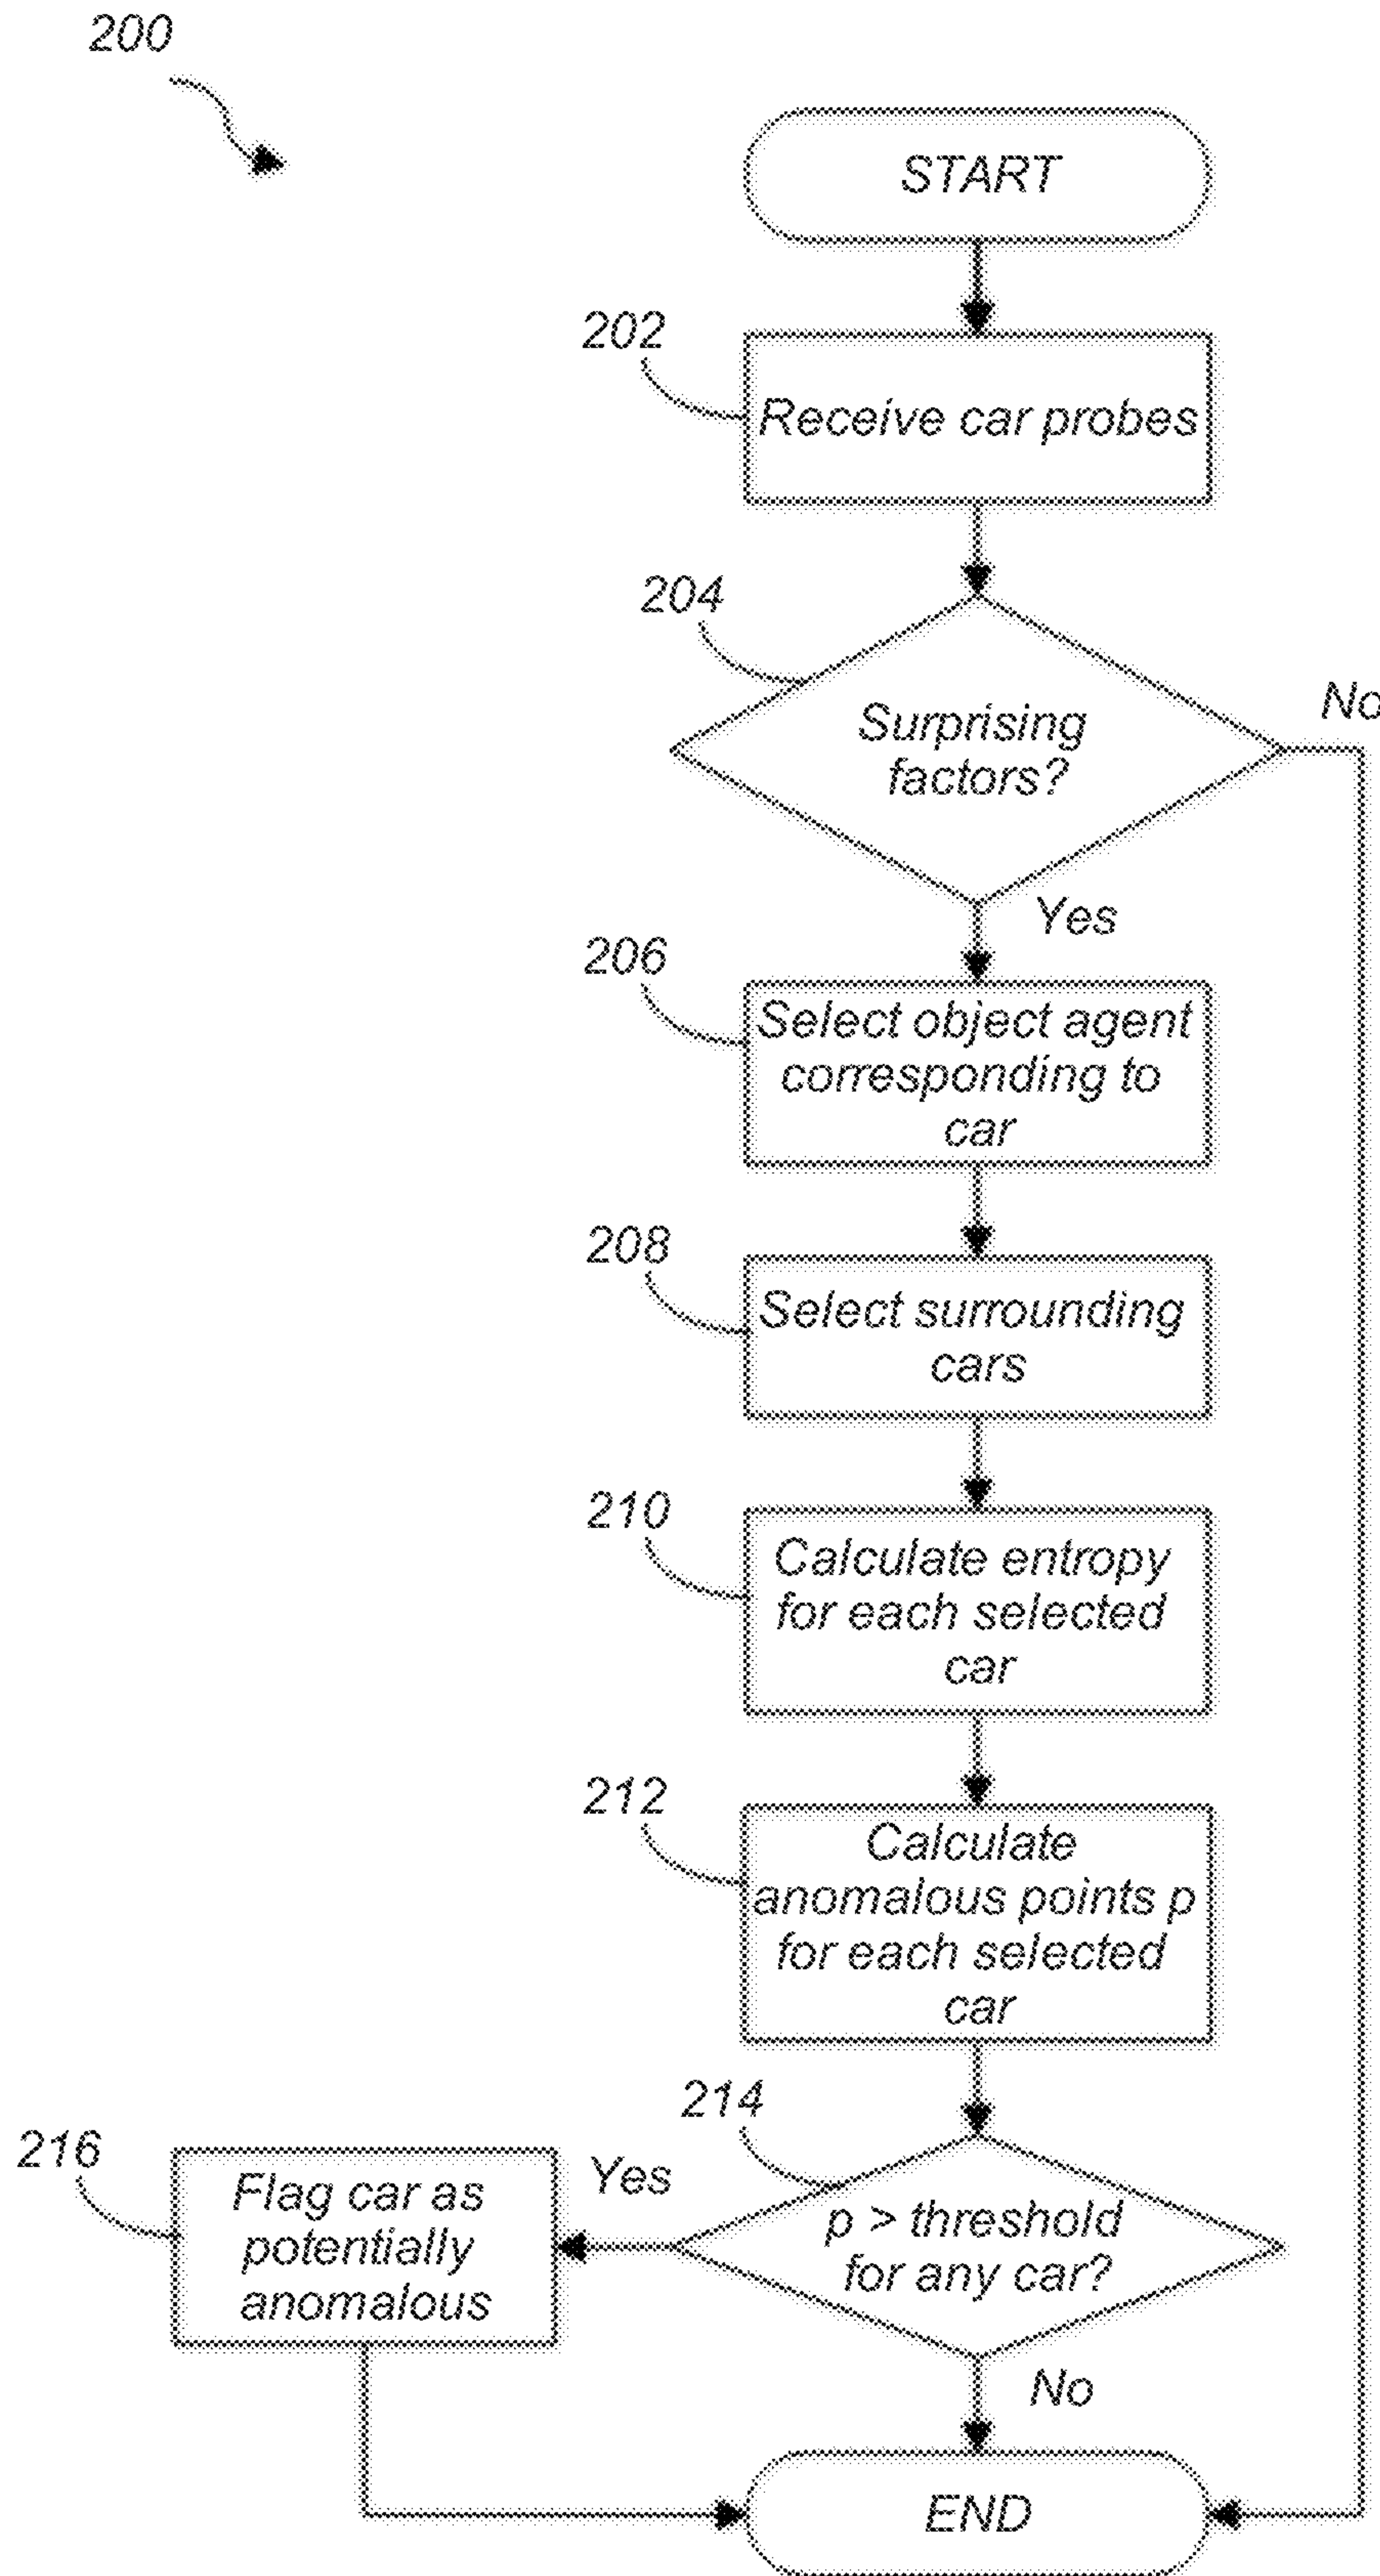 200
START
202
Receive car probes
204
Surprising
factors?
No
Yes
206
Select object agent
corresponding to
car
208
Select surrounding
cars
210
Calculate entropy
for each selected
car
212
Calculate
anomalous points p
for each selected
car
214
216
Yes
Flag car as
potentially
anomalous
p > threshold
for any car?
No
END